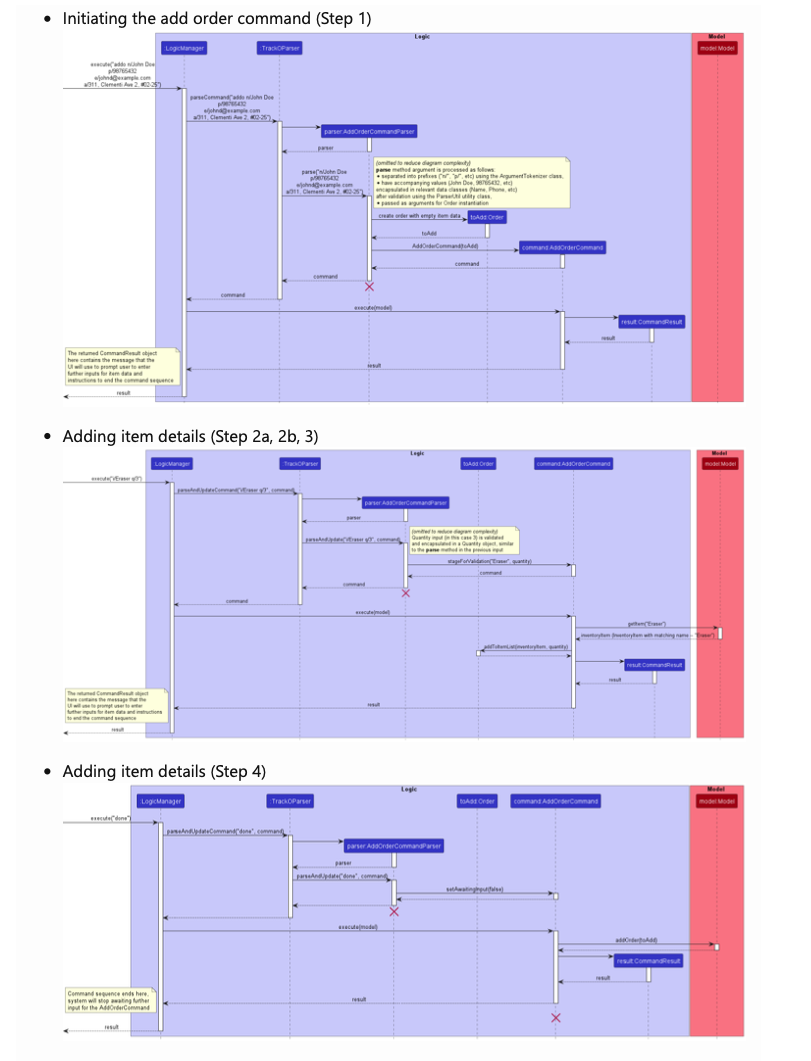 Initiating the add order command (Step 1)
Logic
Model
LogicManager
TrackOParser
model:Model
execute("addo n/John Doe
p/98765432
e/johnd@example.com
a/311, Clementi Ave 2, #02-25")
parseCommand("addo n/John Doe
p/98765432
e/johnd@example.com
a/311, Clementi Ave 2, #02-25")
parser:AddOrderCommandParser
parser
(omitted to reduce diagram complexity)
parse method argument is processed as follows:
• separated into prefixes ("n/", "p/", etc) using the ArgumentTokenizer class,
• have accompanying values (John Doe, 98765432, etc)
encapsulated in relevant data classes (Name, Phone, etc)
after validation using the ParserUtil utility class,
• passed as arguments for Order instantiation
parse("n/John Doe
p/98765432
e/johnd@example.com
a/311, Clementi Ave 2, #02-25")
create order with empty item data
toAdd:Order
toAdd
AddOrderCommand(toAdd)
command:AddOrderCommand
command
command
command
execute(model)
result:CommandResult
result
The returned CommandResult object
here contains the message that the
UI will use to prompt user to enter
further inputs for item data and
instructions to end the command sequence
result
result
Adding item details (Step 2a, 2b, 3)
Logic
Model
LogicManager
TrackOParser
toAdd:Order
command:AddOrderCommand
model:Model
execute("i/Eraser q/3")
parseAndUpdateCommand("i/Eraser q/3", command)
parser:AddOrderCommandParser
parser
(omitted to reduce diagram complexity)
Quantity input (in this case 3) is validated
and encapsulated in a Quantity object, similar
to the parse method in the previous input
parseAndUpdate("i/Eraser q/3", command)
stageForValidation("Eraser", quantity)
command
command
command
execute(model)
getItem("Eraser")
inventoryItem (InventoryItem with matching name -- "Eraser")
addToItemList(inventoryItem, quantity)
result:CommandResult
result
The returned CommandResult object
here contains the message that the
UI will use to prompt user to enter
further inputs for item data and instructions
to end the command sequence
result
result
Adding item details (Step 4)
Logic
Model
LogicManager
TrackOParser
toAdd:Order
command:AddOrderCommand
model:Model
execute("done")
parseAndUpdateCommand("done", command)
parser:AddOrderCommandParser
parser
parseAndUpdate("done", command)
setAwaitingInput(false)
execute(model)
addOrder(toAdd)
result:CommandResult
result
Command sequence ends here,
system will stop awaiting further
input for the AddOrderCommand
result
result